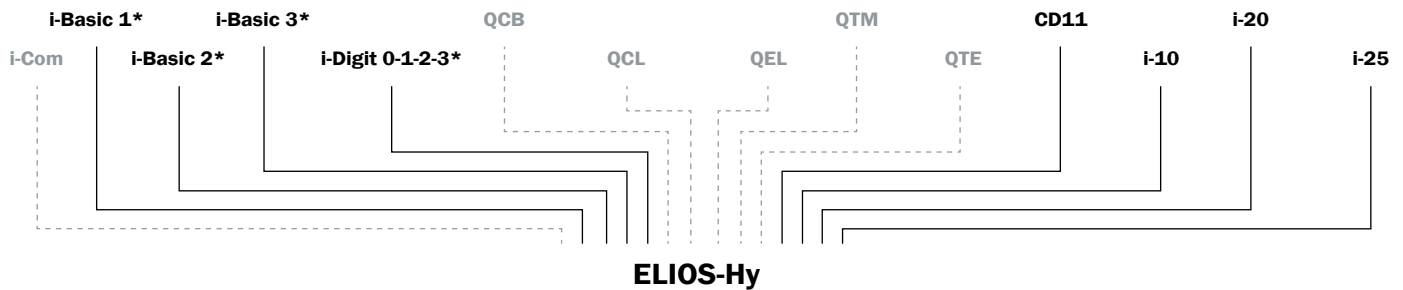 i-Basic 1* i-Basic 3* QCB QTM CD11 i-20
i-Com i-Basic 2* i-Digit 0-1-2-3* QCL QEL QTE i-10 i-25
ELIOS-Hy